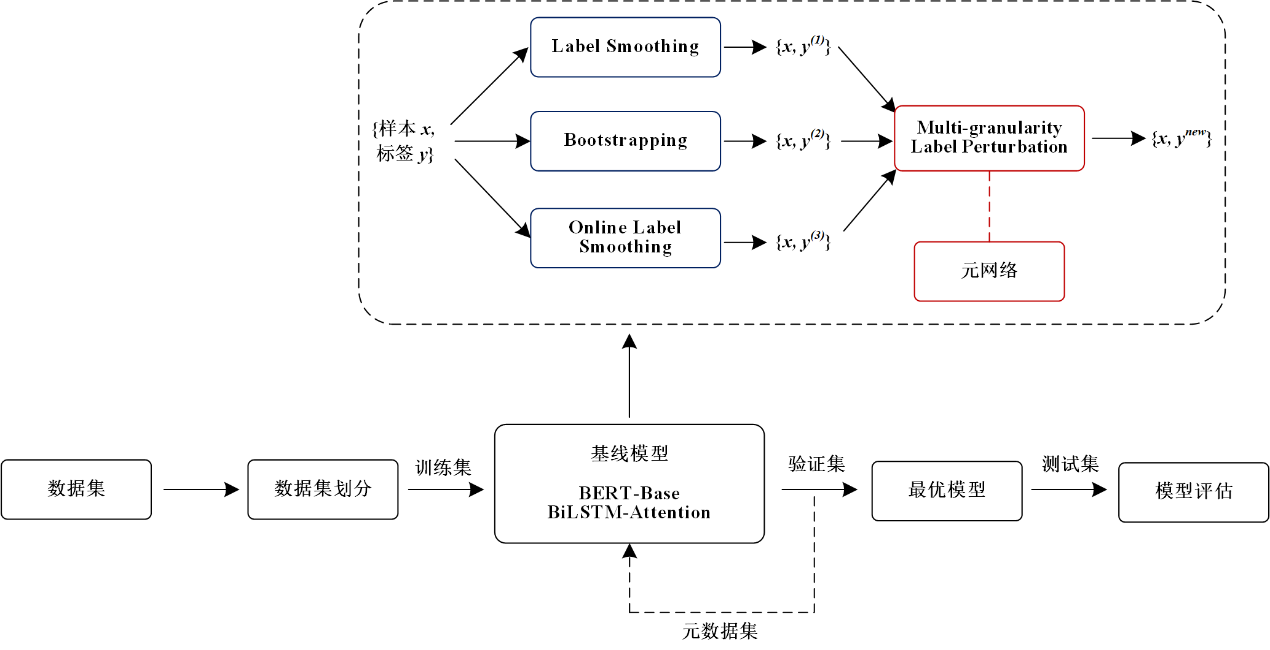 Label Smoothing
{x, y(1)}
{样本 x,
标签 y}
Bootstrapping
{x, y(2)}
Multi-granularity
Label Perturbation
{x, ynew}
Online Label
Smoothing
{x, y(3)}
元网络
数据集
数据集划分
训练集
基线模型
BERT-Base
BiLSTM-Attention
验证集
最优模型
测试集
模型评估
元数据集